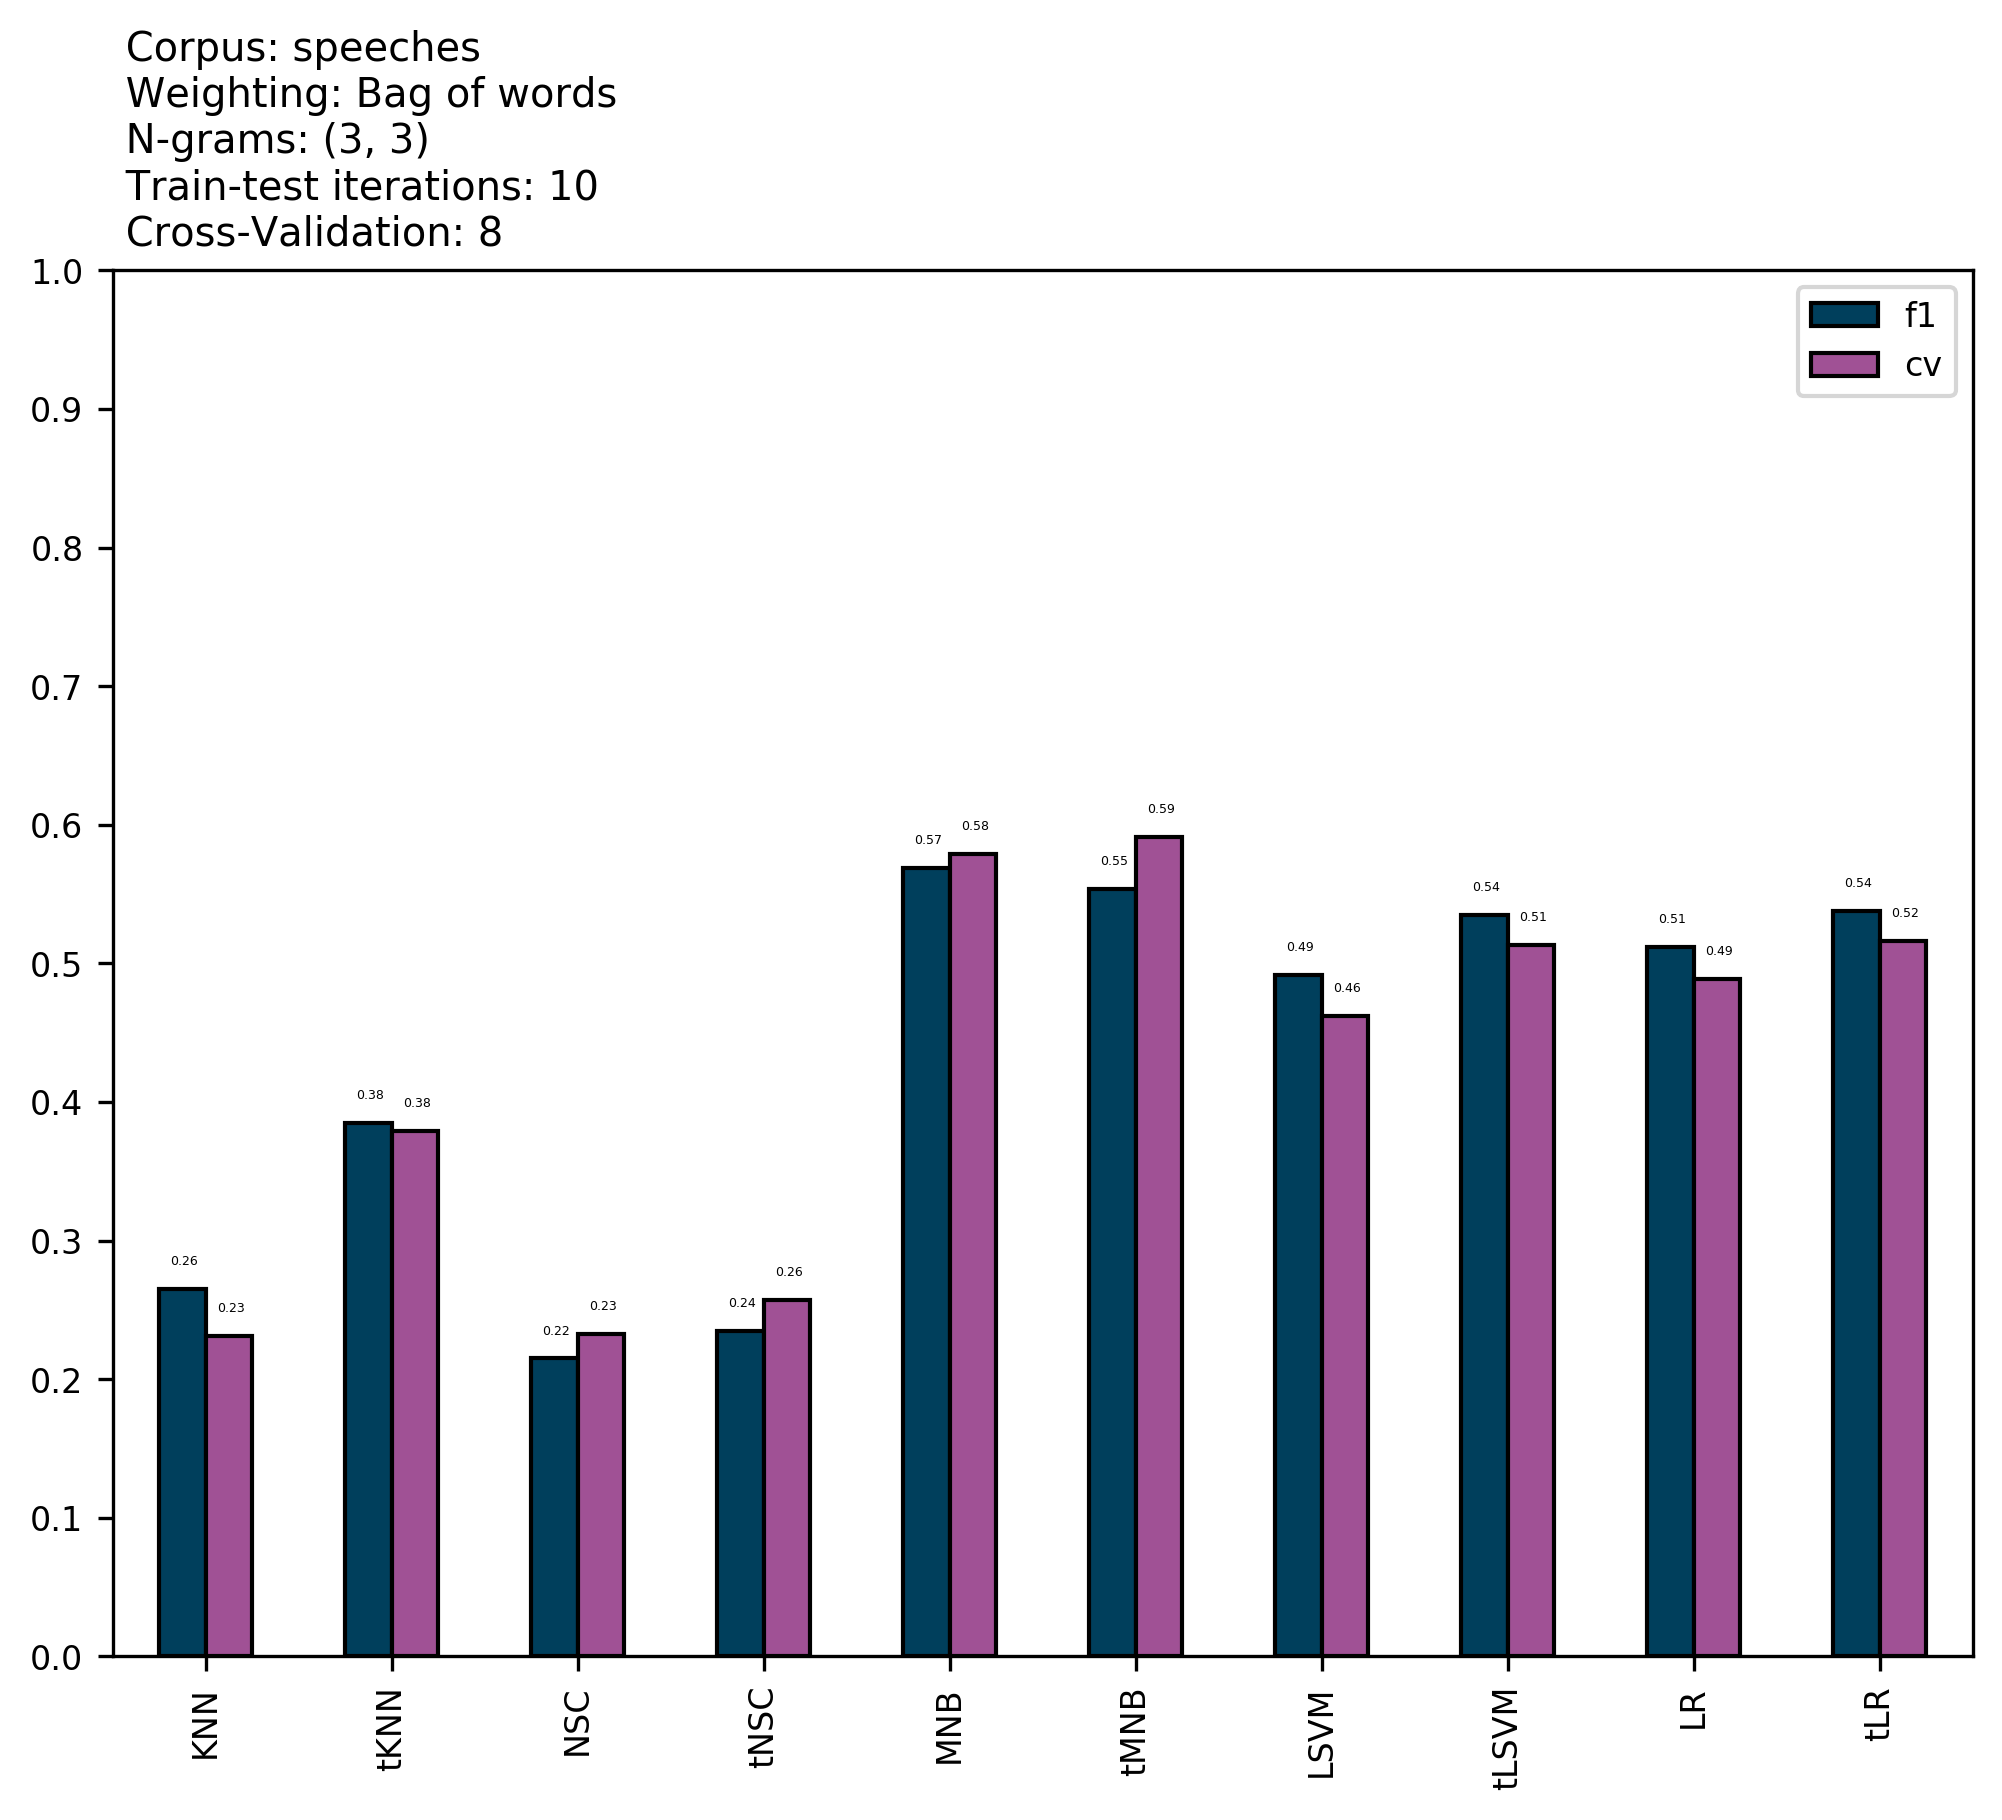 Corpus: speeches
Weighting: Bag of words
N-grams: (3, 3)
Train-test iterations: 10
Cross-Validation: 8
1.0
0.9
0.8
0.7
0.6
0.5
0.4
0.3
0.2
0.1
0.0
f1
cv
0.26
0.23
0.38
0.38
0.22
0.23
0.24
0.26
0.57
0.58
0.55
0.59
0.49
0.46
0.54
0.51
0.51
0.49
0.54
0.52
KNN
tKNN
NSC
tNSC
MNB
tMNB
LSVM
tLSVM
LR
tLR